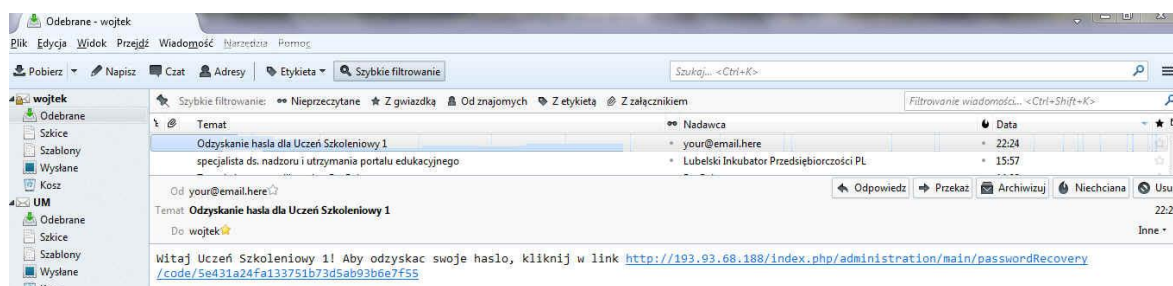 Odebrane - wojtek
Plik Edycja Widok Przejdź Wiadomość Narzędzia Pomoc
Pobierz Napisz Czat Adresy Etykieta Szybkie filtrowanie Szukaj... <Ctrl+K>
wojtek Szybkie filtrowanie: Nieprzeczytane Z gwiazdką Od znajomych Z etykietą Z załącznikiem Filtrowanie wiadomości... <Ctrl+Shift+K>
Odebrane Temat Nadawca Data
Szkice Odzyskanie hasla dla Uczeń Szkoleniowy 1 your@email.here 22:24
Szablony specjalista ds. nadzoru i utrzymania portalu edukacyjnego Lubelski Inkubator Przedsiębiorczości PL 15:57
Wysłane
Kosz Od your@email.here Odpowiedz Przekaż Archiwizuj Niechciana Usu
UM Temat Odzyskanie hasla dla Uczeń Szkoleniowy 1 22:2
Odebrane Do wojtek Inne
Szkice
Szablony Witaj Uczeń Szkoleniowy 1! Aby odzyskac swoje haslo, kliknij w link http://193.93.68.188/index.php/administration/main/passwordRecovery
Wysłane /code/5e431a24fa133751b73d5ab93b6e7f55